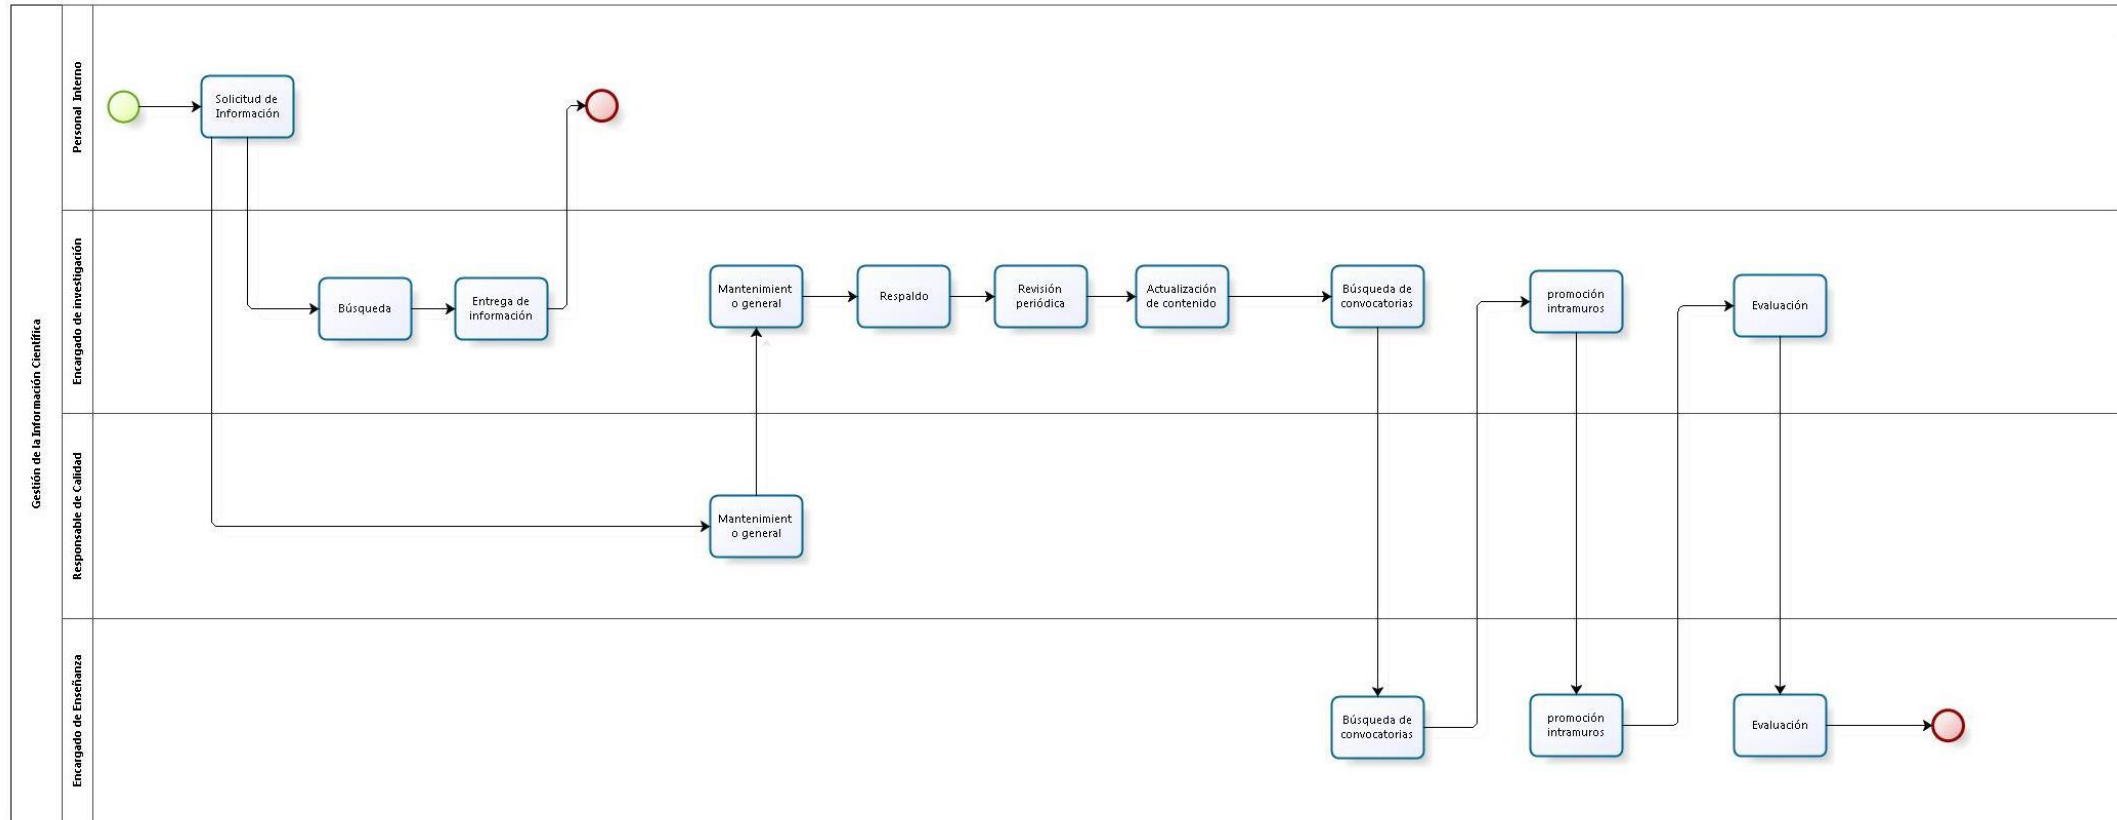 Gestión de la Información Científica
Personal Interno
Solicitud de
Información
Encargado de investigación
Búsqueda
Entrega de
información
Mantenimient
o general
Respaldo
Revisión
periódica
Actualización
de contenido
Búsqueda de
convocatorias
promoción
intramuros
Evaluación
Responsable de Calidad
Mantenimient
o general
Encargado de Enseñanza
Búsqueda de
convocatorias
promoción
intramuros
Evaluación